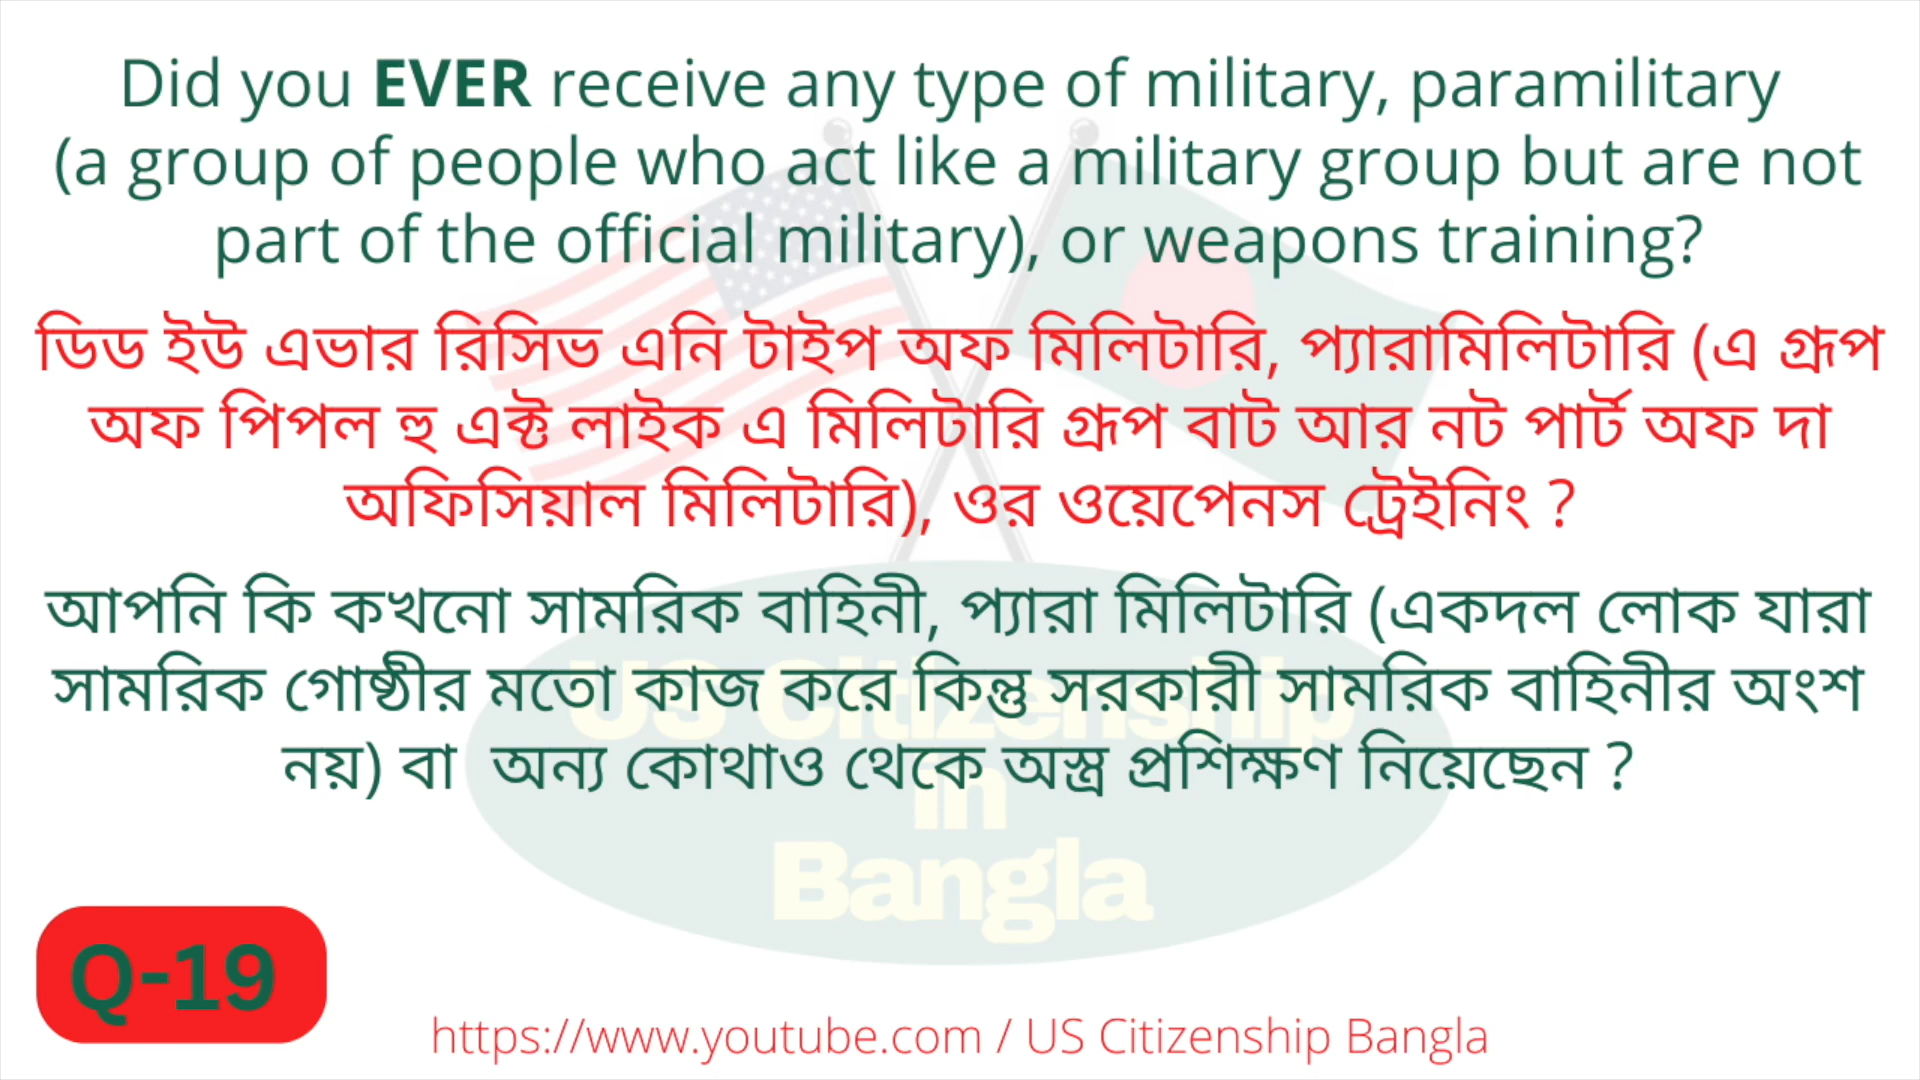 Did you EVER receive any type of military, paramilitary
(a group of people who act like a military group but are not
part of the official military), or weapons training?
ডিড ইউ এভার রিসিভ এনি টাইপ অফ মিলিটারি, প্যারামিলিটারি (এ গ্রূপ
অফ পিপল হু এক্ট লাইক এ মিলিটারি গ্রূপ বাট আর নট পার্ট অফ দা
অফিসিয়াল মিলিটারি), ওর ওয়েপেনস ট্রেইনিং ?
আপনি কি কখনো সামরিক বাহিনী, প্যারা মিলিটারি (একদল লোক যারা
সামরিক গোষ্ঠীর মতো কাজ করে কিন্তু সরকারী সামরিক বাহিনীর অংশ
নয়) বা অন্য কোথাও থেকে অস্ত্র প্রশিক্ষণ নিয়েছেন ?
US Citizenship
in
Bangla
Q-19
https://www.youtube.com / US Citizenship Bangla